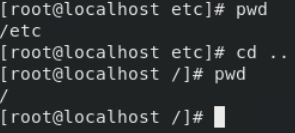 [root@localhost etc]# pwd
/etc
[root@localhost etc]# cd ..
[root@localhost /]# pwd
/
[root@localhost /]#